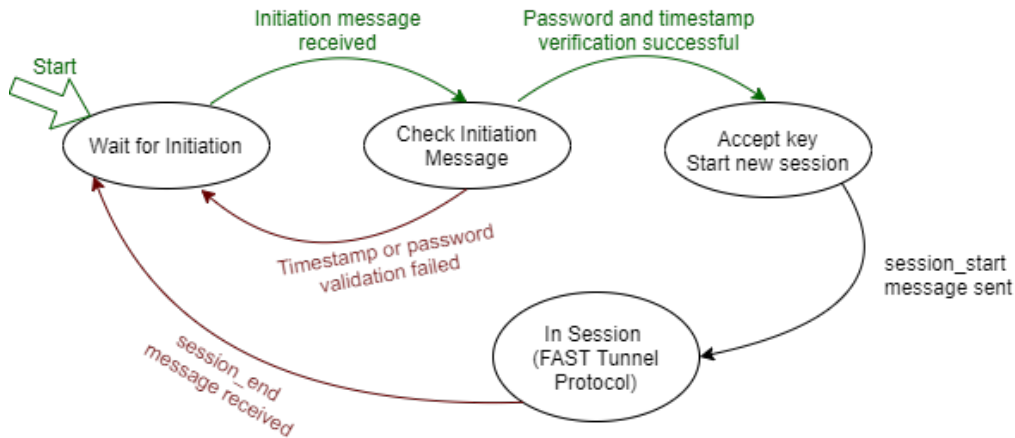 Initiation message
received
Password and timestamp
verification successful
Start
Wait for Initiation
Check Initiation
Message
Accept key
Start new session
Timestamp or password
validation failed
session_start
message sent
In Session
(FAST Tunnel
Protocol)
session_end
message received